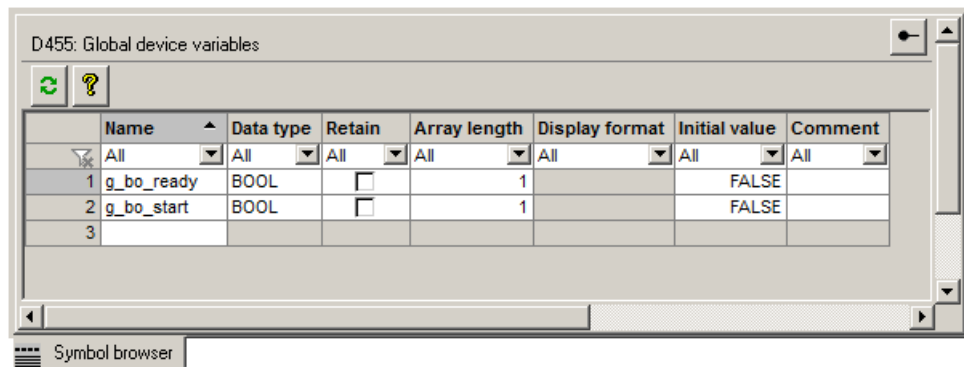 D455: Global device variables
Name Data type Retain Array length Display format Initial value Comment
All All All All All All All
1 g_bo_ready BOOL 1 FALSE
2 g_bo_start BOOL 1 FALSE
3
Symbol browser